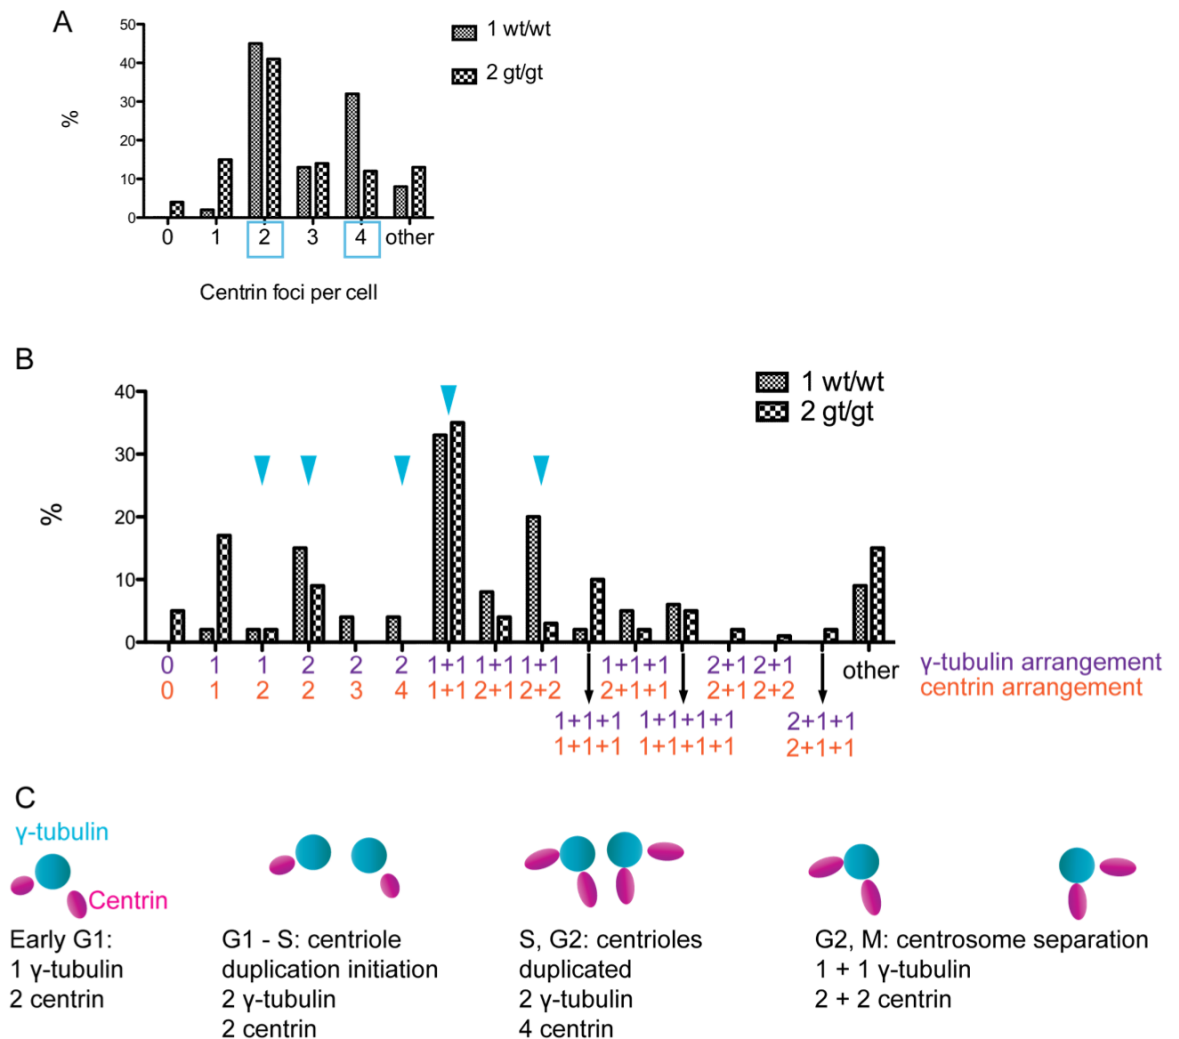 A
50
40
30
20
10
0
%
1 wt/wt
2 gt/gt
0 1 2 3 4 other
Centrin foci per cell
B
40
30
20
10
0
%
1 wt/wt
2 gt/gt
0 1 1 2 2 2 1+1 1+1 1+1 1+1+1 2+1 2+1 other γ-tubulin arrangement
0 1 2 2 3 4 1+1 2+1 2+2 2+1+1 2+1 2+2 centrin arrangement
1+1+1 1+1+1+1 2+1+1
1+1+1 1+1+1+1 2+1+1
C
γ-tubulin
Centrin
Early G1:
1 γ-tubulin
2 centrin
G1 - S: centriole
duplication initiation
2 γ-tubulin
2 centrin
S, G2: centrioles
duplicated
2 γ-tubulin
4 centrin
G2, M: centrosome separation
1 + 1 γ-tubulin
2 + 2 centrin